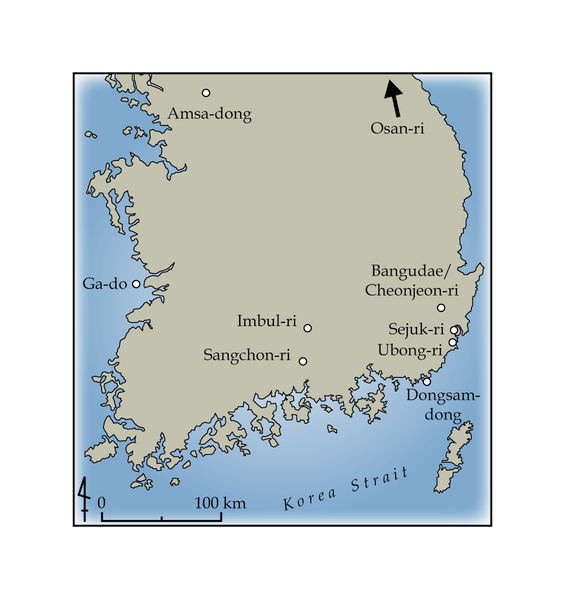 Amsa-dong
Osan-ri
Bangudae/
Cheonjeon-ri
Ga-do
Imbul-ri
Sejuk-ri
Ubong-ri
Sangchon-ri
Dongsam-
dong
Korea Strait
0 100 km